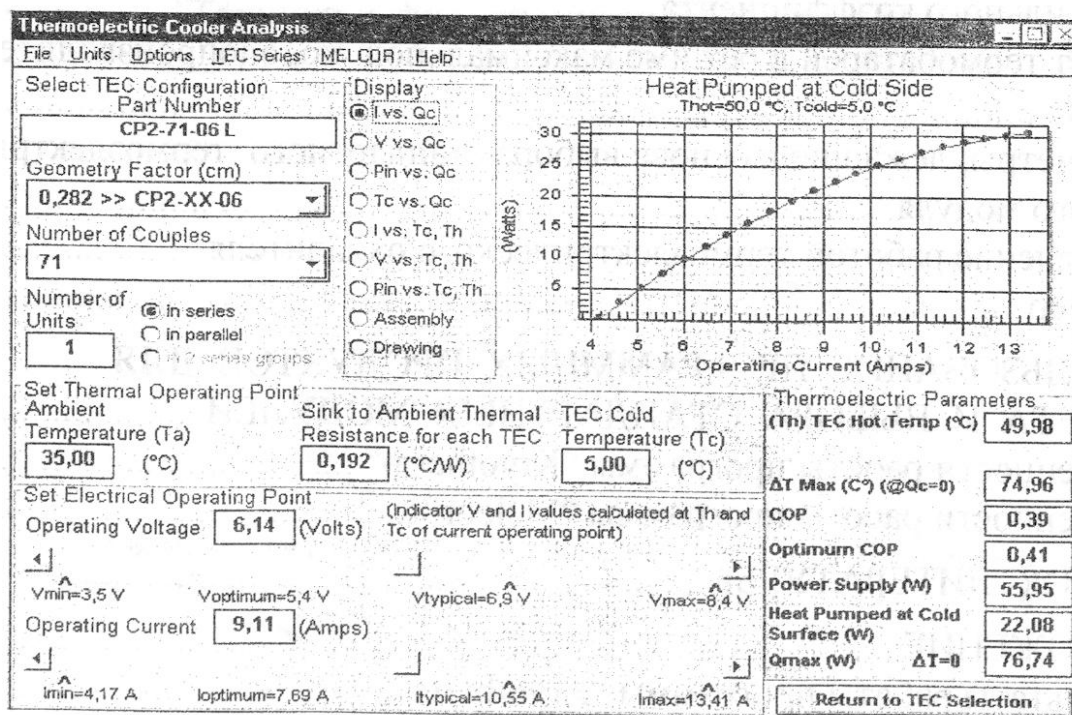 Thermoelectric Cooler Analysis
File Units Options TEC Series MELCOR Help
Select TEC Configuration
Part Number
CP2-71-06 L
Geometry Factor (cm)
0,282 >> CP2-XX-06
Number of Couples
71
Number of Units
1
in series
in parallel
Display
I vs. Qc
V vs. Qc
Pin vs. Qc
Tc vs. Qc
I vs. Tc, Th
V vs. Tc, Th
Pin vs. Tc, Th
Assembly
Drawing
Heat Pumped at Cold Side
Thot=50,0 °C, Tcold=5,0 °C
(Watts)
30
25
20
15
10
5
4 5 6 7 8 9 10 11 12 13
Operating Current (Amps)
Set Thermal Operating Point
Ambient
Temperature (Ta)
35,00 (°C)
Sink to Ambient Thermal
Resistance for each TEC
0,192 (°C/W)
TEC Cold
Temperature (Tc)
5,00 (°C)
Set Electrical Operating Point
Operating Voltage 6,14 (Volts)
(Indicator V and I values calculated at Th and
Tc of current operating point)
Vmin=3,5 V Voptimum=5,4 V Vtypical=6,9 V Vmax=8,4 V
Operating Current 9,11 (Amps)
Imin=4,17 A Ioptimum=7,69 A Itypical=10,55 A Imax=13,41 A
Thermoelectric Parameters
(Th) TEC Hot Temp (°C) 49,98
ΔT Max (C°) (@Qc=0) 74,96
COP 0,39
Optimum COP 0,41
Power Supply (W) 55,95
Heat Pumped at Cold
Surface (W) 22,08
Qmax (W) ΔT=0 76,74
Return to TEC Selection